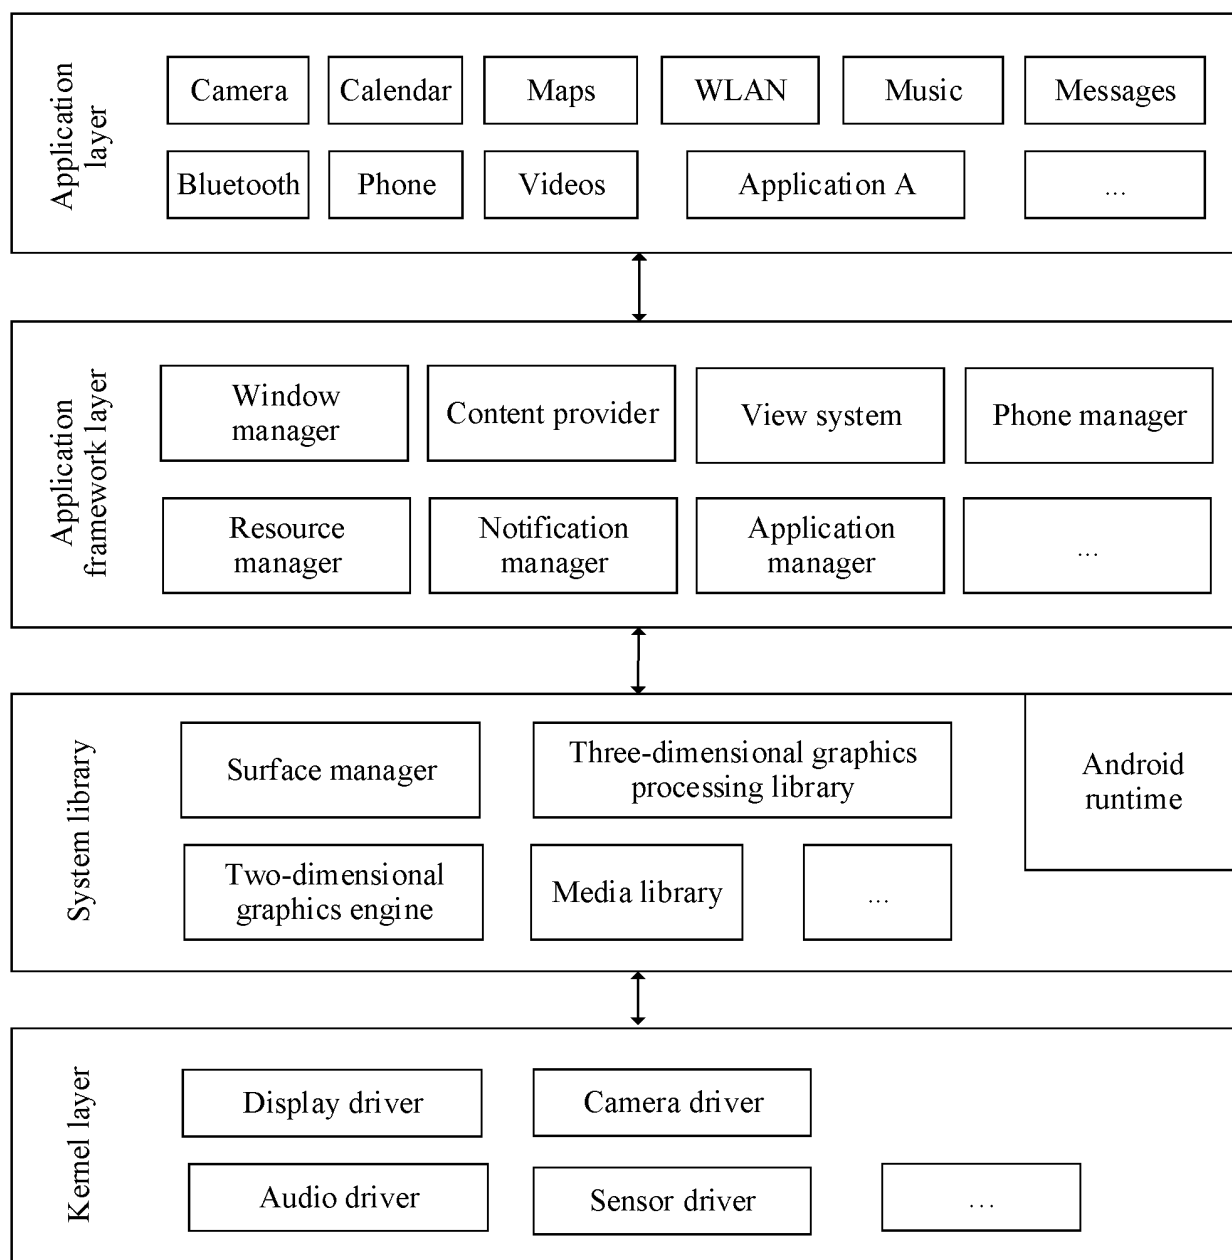 Application
layer
Camera
Calendar
Maps
WLAN
Music
Messages
Bluetooth
Phone
Videos
Application A
...
Application
framework layer
Window
manager
Content provider
View system
Phone manager
Resource
manager
Notification
manager
Application
manager
...
System library
Surface manager
Three-dimensional graphics
processing library
Android
runtime
Two-dimensional
graphics engine
Media library
...
Kernel layer
Display driver
Camera driver
Audio driver
Sensor driver
...